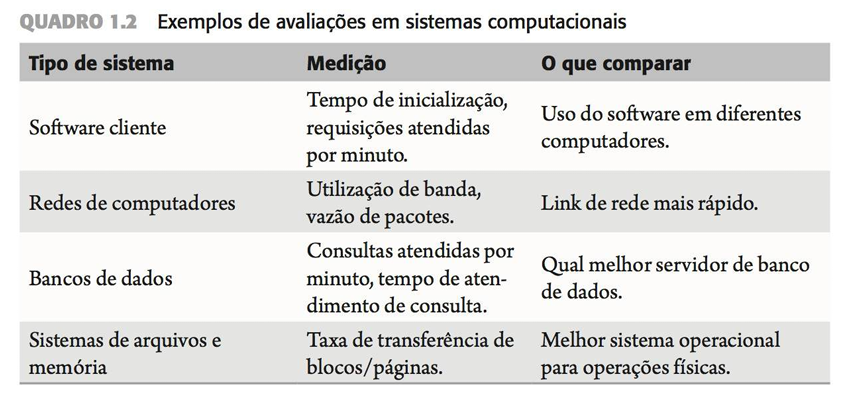 QUADRO 1.2 Exemplos de avaliações em sistemas computacionais
Tipo de sistema Medição O que comparar
Software cliente
Tempo de inicialização,
requisições atendidas
por minuto.
Uso do software em diferentes
computadores.
Redes de computadores
Utilização de banda,
vazão de pacotes.
Link de rede mais rápido.
Bancos de dados
Consultas atendidas por
minuto, tempo de aten-
dimento de consulta.
Qual melhor servidor de banco
de dados.
Sistemas de arquivos e
memória
Taxa de transferência de
blocos/páginas.
Melhor sistema operacional
para operações físicas.